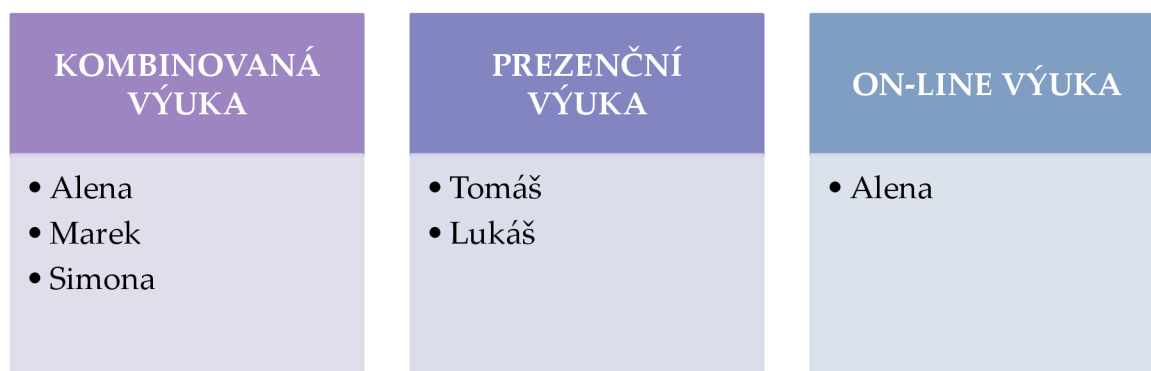 KOMBINOVANÁ
VÝUKA
• Alena
• Marek
• Simona
PREZENČNÍ
VÝUKA
• Tomáš
• Lukáš
ON-LINE VÝUKA
• Alena